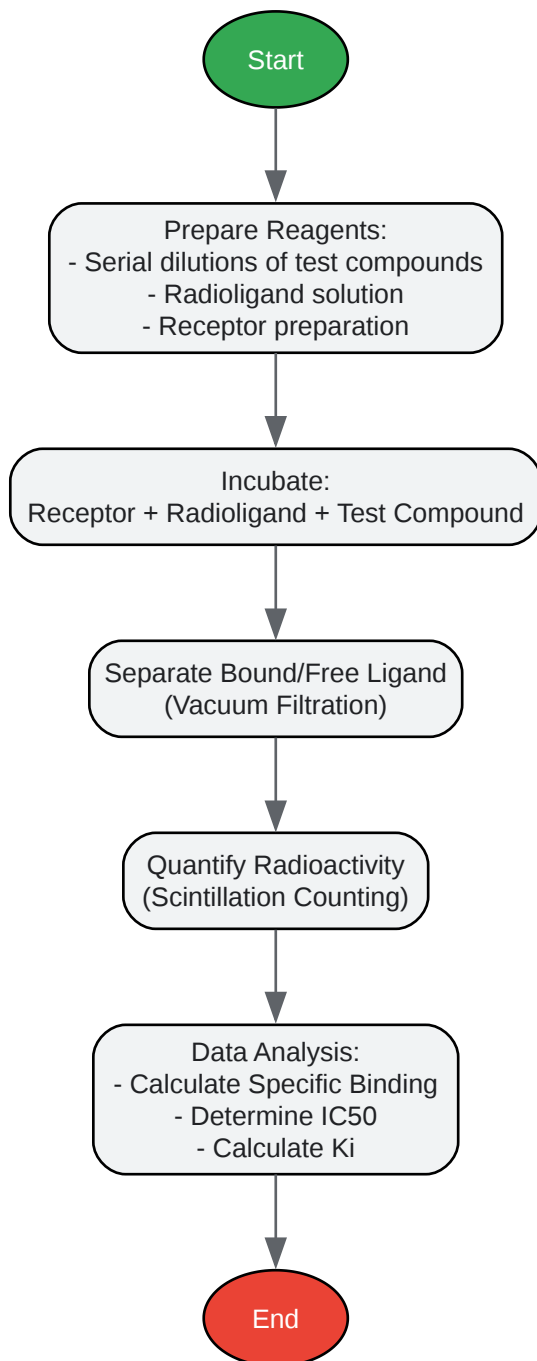 Start
Prepare Reagents:
- Serial dilutions of test compounds
- Radioligand solution
- Receptor preparation
Incubate:
Receptor + Radioligand + Test Compound
Separate Bound/Free Ligand
(Vacuum Filtration)
Quantify Radioactivity
(Scintillation Counting)
Data Analysis:
- Calculate Specific Binding
- Determine IC50
- Calculate Ki
End